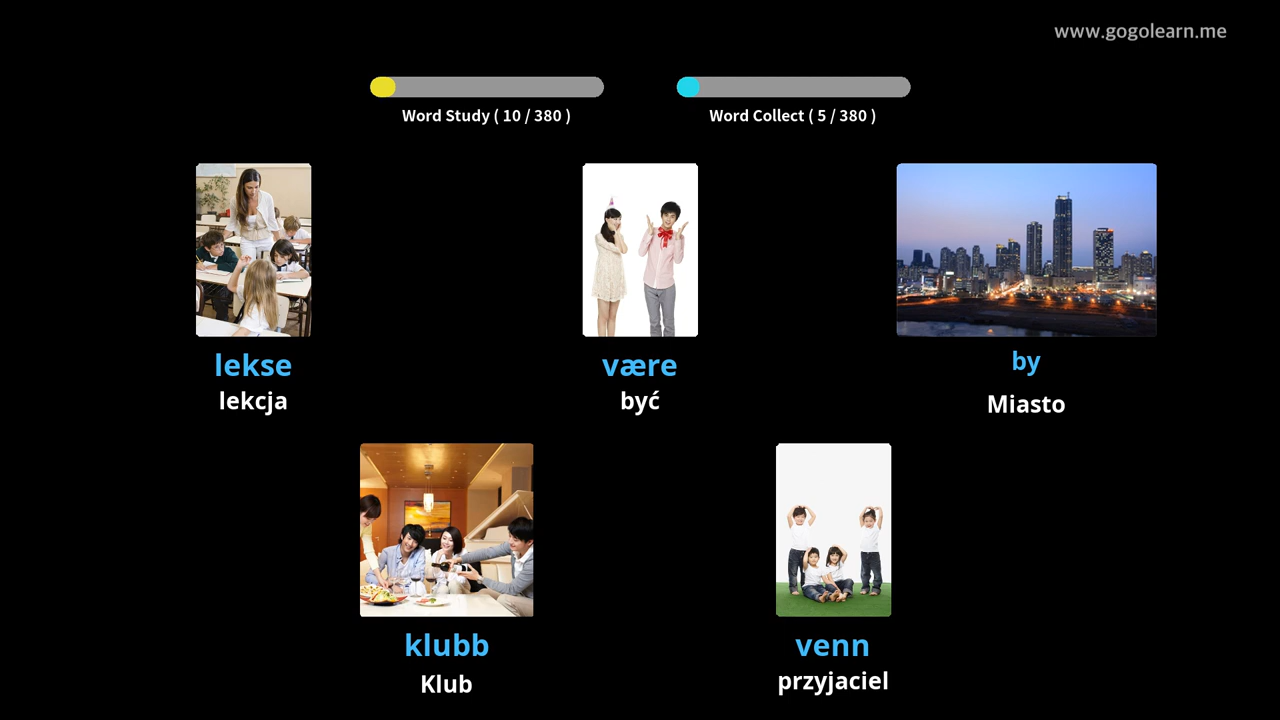 www.gogolearn.me
Word Study ( 10 / 380 )
Word Collect ( 5 / 380 )
lekse
lekcja
være
być
by
Miasto
klubb
Klub
venn
przyjaciel